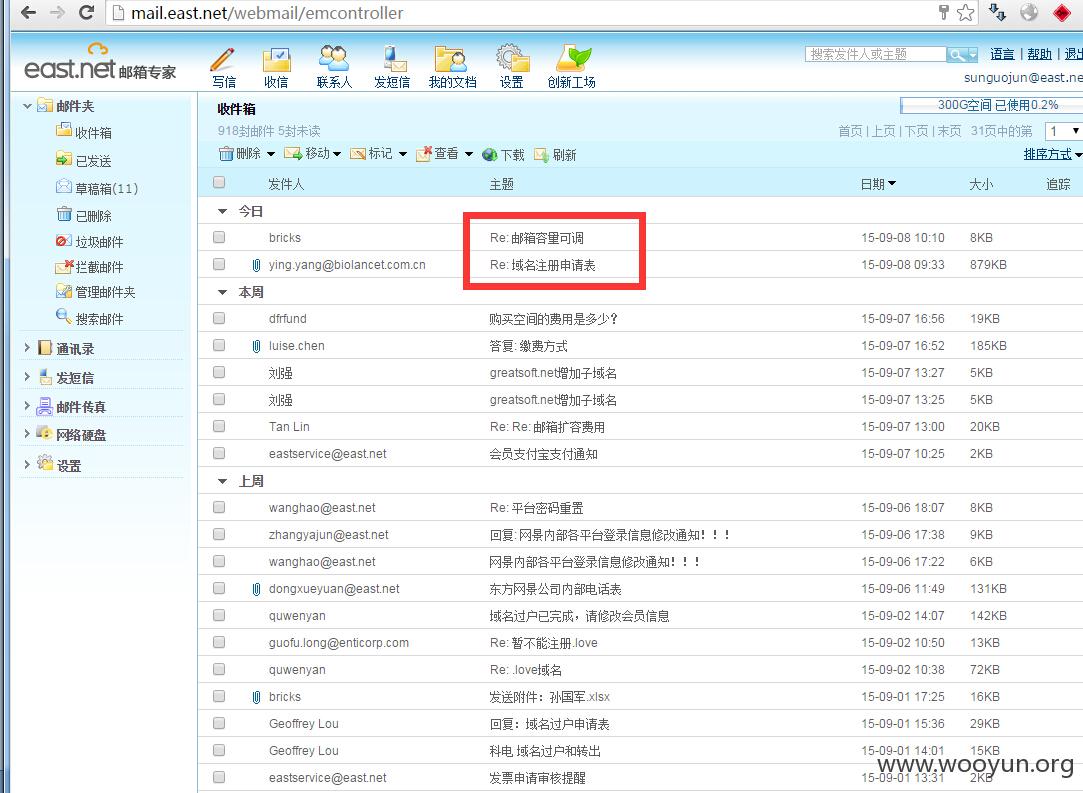 mail.east.net/webmail/emcontroller
east.net 邮箱专家
写信 收信 联系人 发短信 我的文档 设置 创新工场
搜索发件人或主题 语言 | 帮助 | 退出
sunguojun@east.ne
邮件夹
收件箱
已发送
草稿箱(11)
已删除
垃圾邮件
拦截邮件
管理邮件夹
搜索邮件
通讯录
发短信
邮件传真
网络硬盘
设置
收件箱 300G空间 已使用0.2%
918封邮件 5封未读 首页 | 上页 | 下页 | 末页 31页中的第 1
删除 移动 标记 查看 下载 刷新 排序方式
发件人 主题 日期 大小 追踪
今日
bricks Re: 邮箱容量可调 15-09-08 10:10 8KB
ying.yang@biolancet.com.cn Re: 域名注册申请表 15-09-08 09:33 879KB
本周
dfrfund 购买空间的费用是多少？ 15-09-07 16:56 19KB
luise.chen 答复: 缴费方式 15-09-07 16:52 185KB
刘强 greatsoft.net增加子域名 15-09-07 13:27 5KB
刘强 greatsoft.net增加子域名 15-09-07 13:25 5KB
Tan Lin Re: Re: 邮箱扩容费用 15-09-07 13:00 20KB
eastservice@east.net 会员支付宝支付通知 15-09-07 10:25 2KB
上周
wanghao@east.net Re: 平台密码重置 15-09-06 18:07 8KB
zhangyajun@east.net 回复: 网景内部各平台登录信息修改通知！！！ 15-09-06 17:38 9KB
wanghao@east.net 网景内部各平台登录信息修改通知！！！ 15-09-06 17:22 6KB
dongxueyuan@east.net 东方网景公司内部电话表 15-09-06 11:49 131KB
quwenyan 域名过户已完成，请修改会员信息 15-09-02 14:07 142KB
guofu.long@enticorp.com Re: 暂不能注册.love 15-09-02 10:50 13KB
quwenyan Re: .love域名 15-09-02 10:38 72KB
bricks 发送附件：孙国军.xlsx 15-09-01 17:25 16KB
Geoffrey Lou 回复：域名过户申请表 15-09-01 15:36 29KB
Geoffrey Lou 科电 域名过户和转出 15-09-01 14:01 15KB
www.wooyun.org
eastservice@east.net 发票申请审核提醒 15-09-01 13:31 2KB